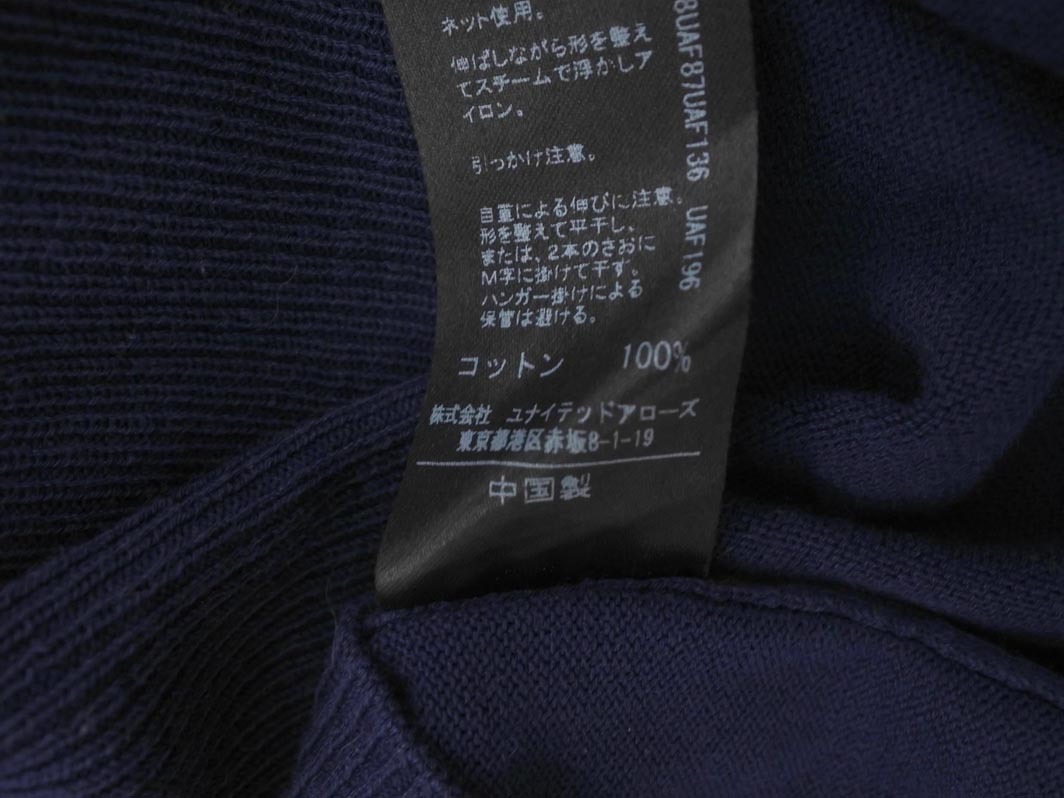 ネット使用。
伸ばしながら形を整え
てスチームで浮かしア
イロン。
引っかけ注意。
自重による伸びに注意。
形を整えて平干し、
または、2本のさおに
M字に掛けて干す。
ハンガー掛けによる
保管は避ける。
コットン 100%
株式会社 ユナイテッドアローズ
東京都港区赤坂8-1-19
中国製
8UAF87UAF136 UAF196